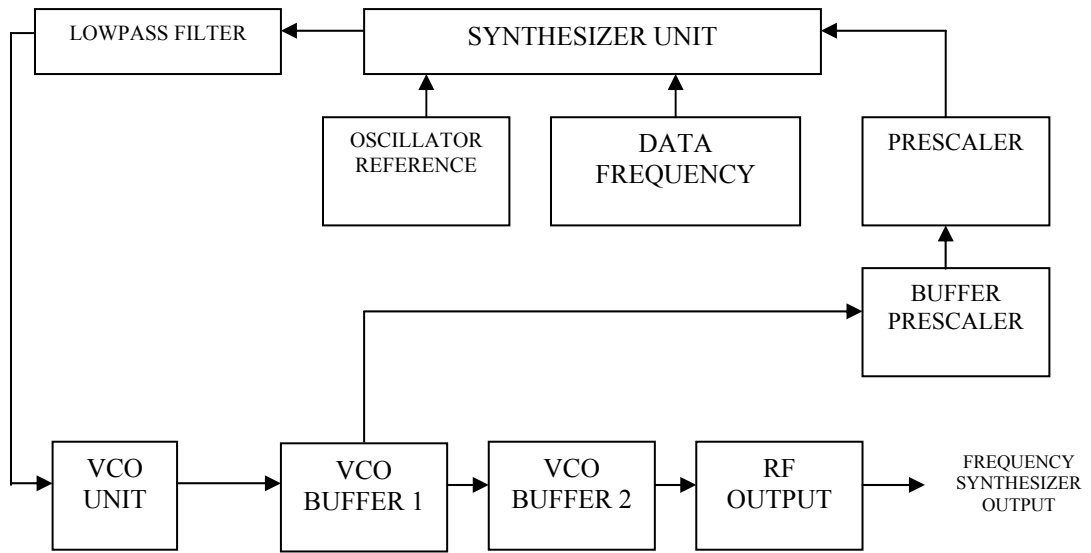 LOWPASS FILTER
SYNTHESIZER UNIT
OSCILLATOR
REFERENCE
DATA
FREQUENCY
PRESCALER
BUFFER
PRESCALER
VCO
UNIT
VCO
BUFFER 1
VCO
BUFFER 2
RF
OUTPUT
FREQUENCY
SYNTHESIZER
OUTPUT